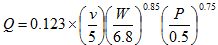 Q = 0.123 × (v/5) (W/6.8)^0.85 (P/0.5)^0.75